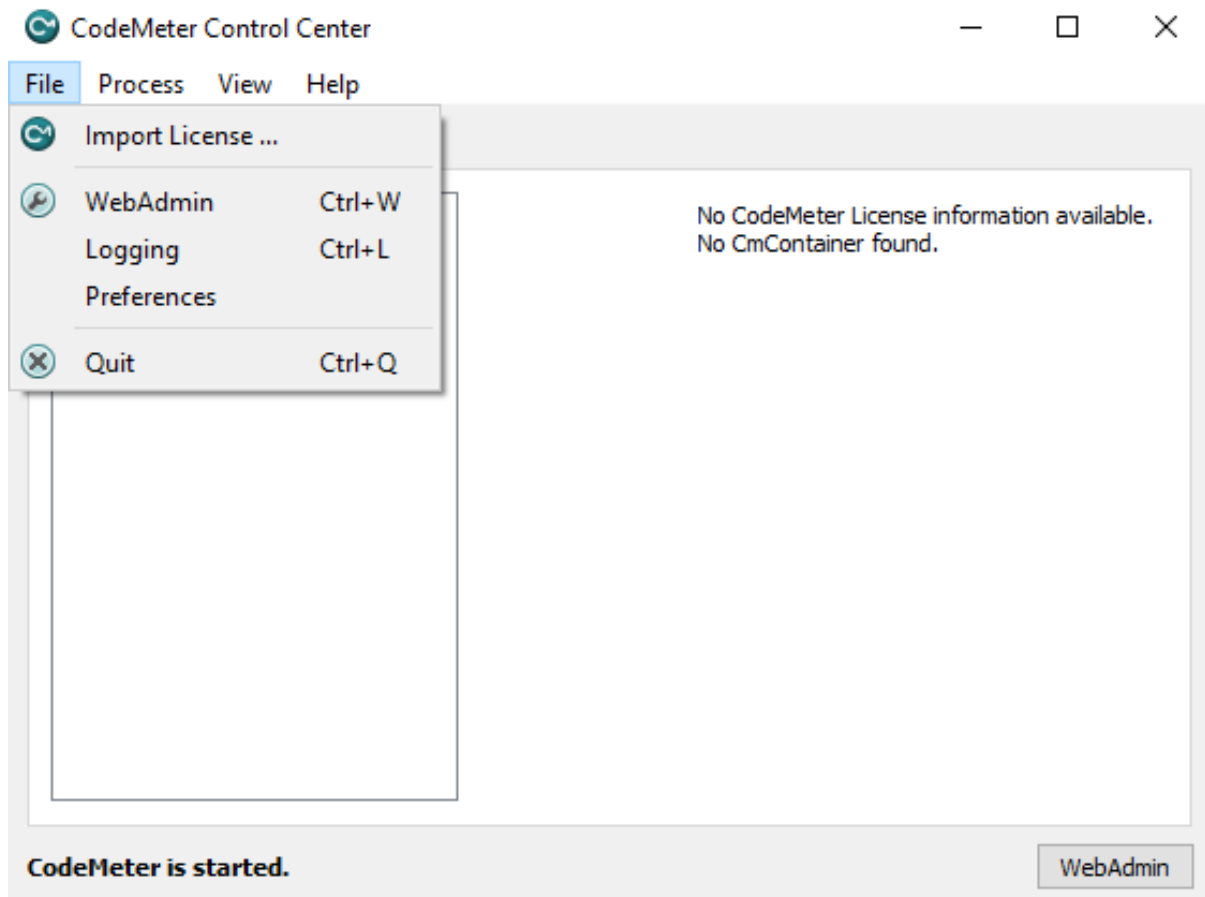 CodeMeter Control Center
File Process View Help
Import License ...
WebAdmin Ctrl+W
Logging Ctrl+L
Preferences
Quit Ctrl+Q
No CodeMeter License information available.
No CmContainer found.
CodeMeter is started.
WebAdmin